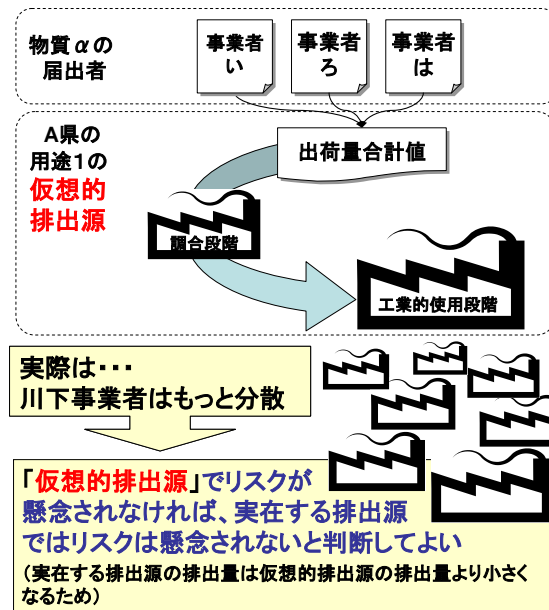 物質αの
届出者
事業者
い
事業者
ろ
事業者
は
A県の
用途1の
仮想的
排出源
出荷量合計値
調合段階
工業的使用段階
実際は・・・
川下事業者はもっと分散
「仮想的排出源」でリスクが
懸念されなければ、実在する排出源
ではリスクは懸念されないと判断してよい
（実在する排出源の排出量は仮想的排出源の排出量より小さく
なるため）